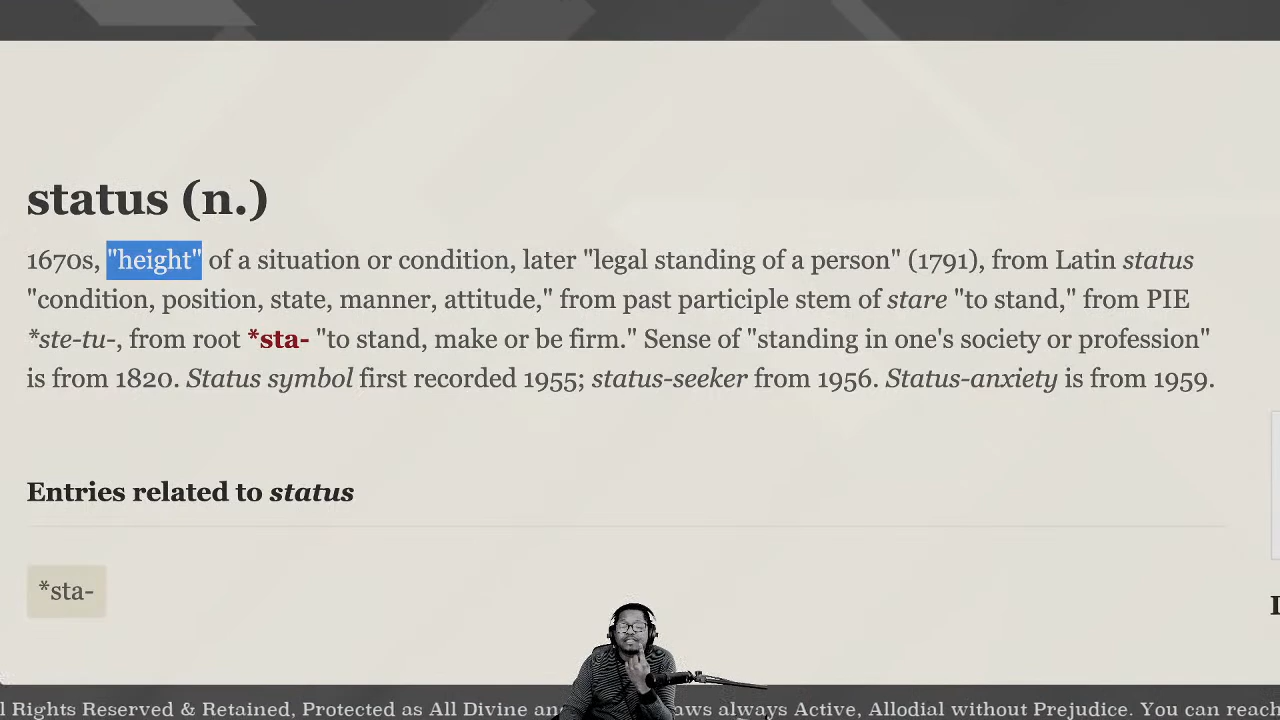 status (n.)
1670s, "height" of a situation or condition, later "legal standing of a person" (1791), from Latin status
"condition, position, state, manner, attitude," from past participle stem of stare "to stand," from PIE
*ste-tu-, from root *sta- "to stand, make or be firm." Sense of "standing in one's society or profession"
is from 1820. Status symbol first recorded 1955; status-seeker from 1956. Status-anxiety is from 1959.
Entries related to status
*sta-
l Rights Reserved & Retained, Protected as All Divine an aws always Active, Allodial without Prejudice. You can reach